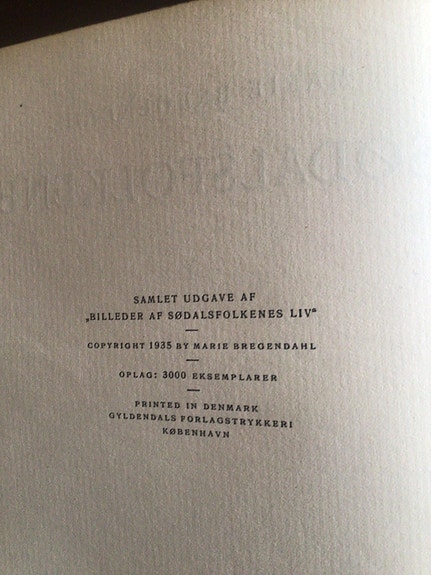 SAMLET UDGAVE AF
„BILLEDER AF SØDALSFOLKENES LIV“
COPYRIGHT 1935 BY MARIE BREGENDAHL
OPLAG: 3000 EKSEMPLARER
PRINTED IN DENMARK
GYLDENDALS FORLAGSTRYKKERI
KØBENHAVN